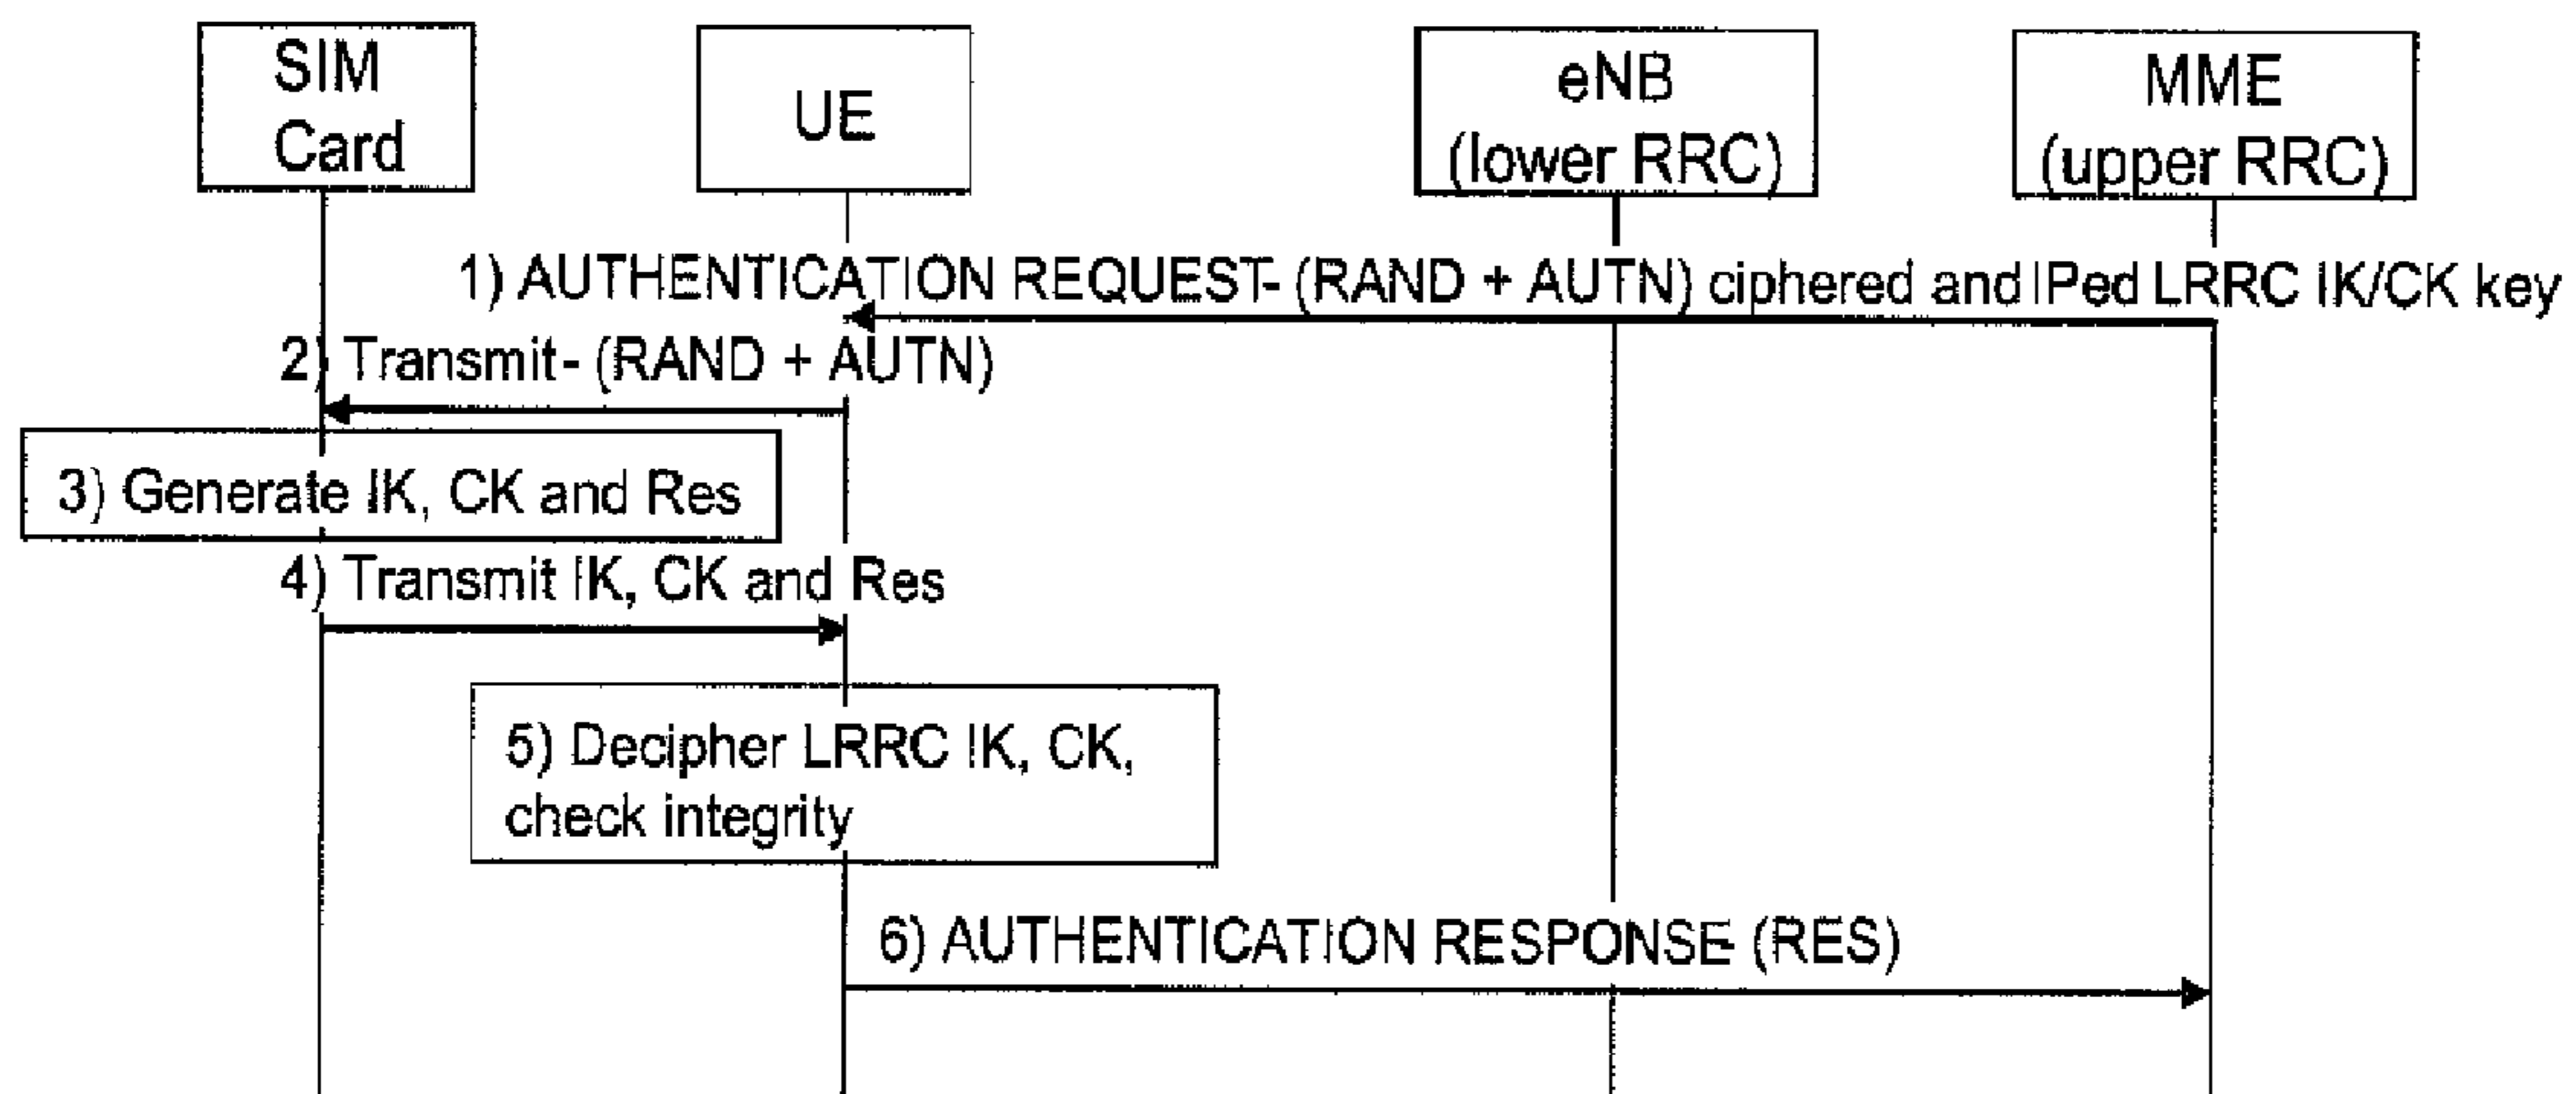 SIM
Card
UE
eNB
(lower RRC)
MME
(upper RRC)
1) AUTHENTICATION REQUEST- (RAND + AUTN) ciphered and IPed LRRC IK/CK key
2) Transmit- (RAND + AUTN)
3) Generate IK, CK and Res
4) Transmit IK, CK and Res
5) Decipher LRRC IK, CK,
check integrity
6) AUTHENTICATION RESPONSE- (RES)